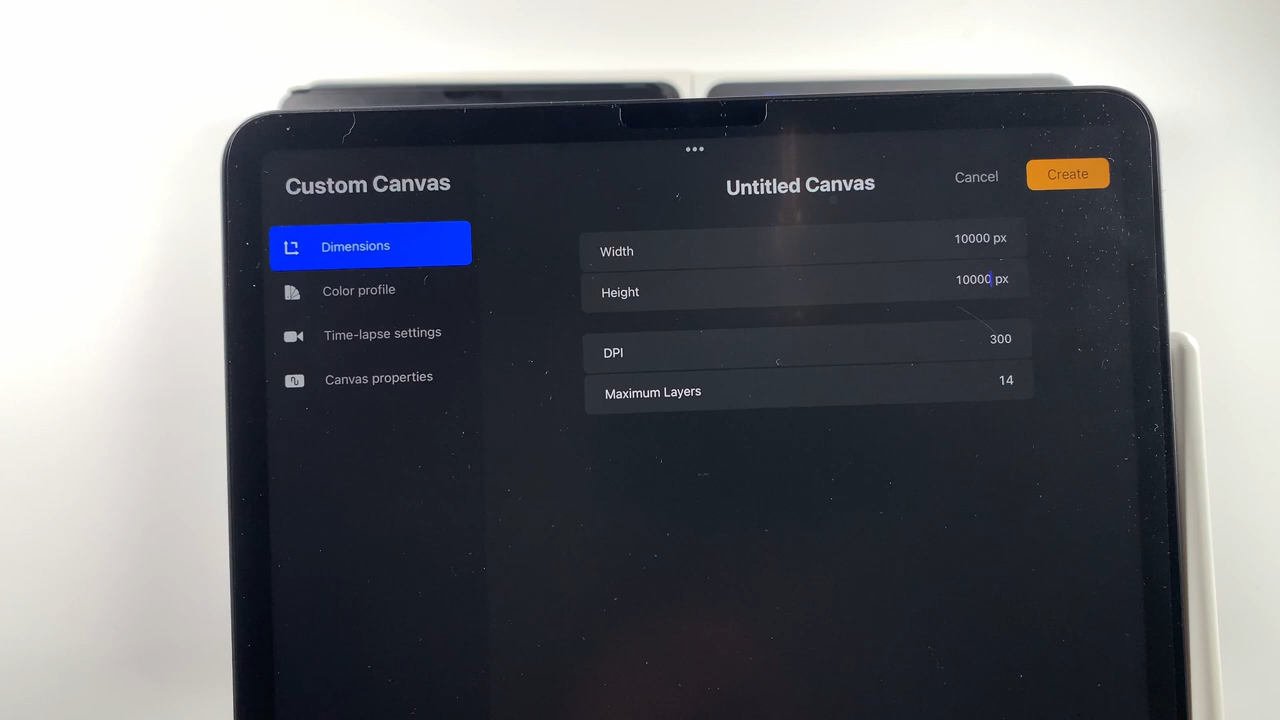 Custom Canvas
Untitled Canvas
Cancel
Create
Dimensions
Color profile
Time-lapse settings
Canvas properties
Width 10000 px
Height 10000 px
DPI 300
Maximum Layers 14